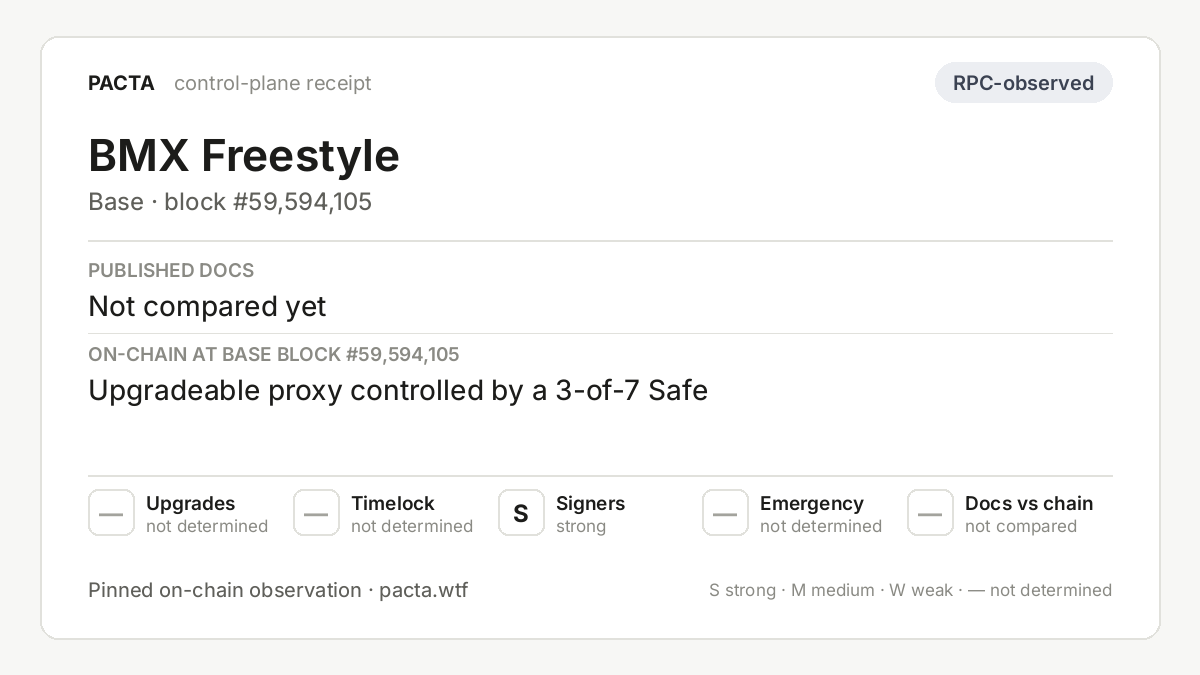 PACTA control-plane receipt RPC-observed
BMX Freestyle
Base · block #59,594,105
PUBLISHED DOCS
Not compared yet
ON-CHAIN AT BASE BLOCK #59,594,105
Upgradeable proxy controlled by a 3-of-7 Safe
— Upgrades not determined
— Timelock not determined
S Signers strong
— Emergency not determined
— Docs vs chain not compared
Pinned on-chain observation · pacta.wtf
S strong · M medium · W weak · — not determined